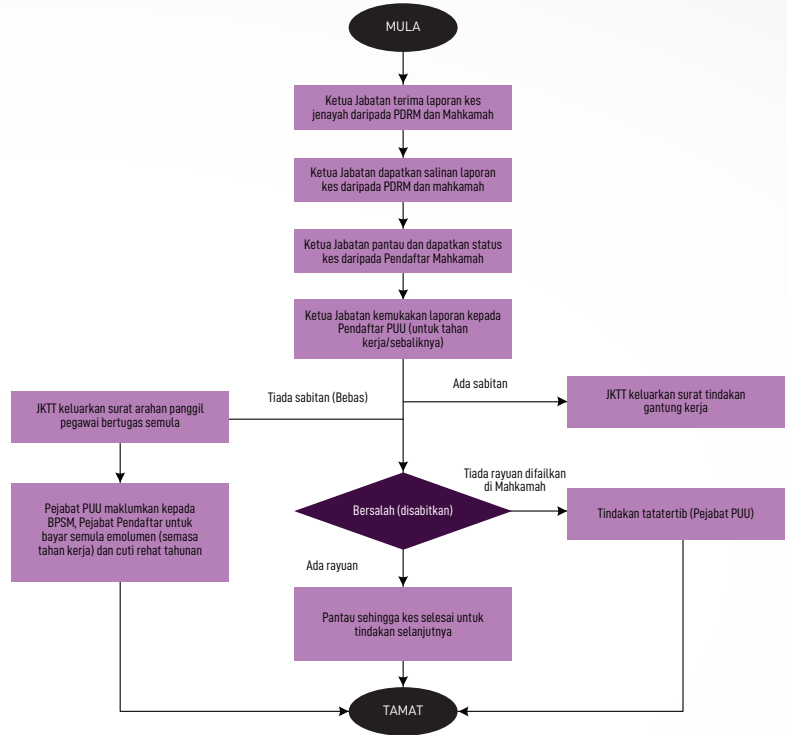 MULA
Ketua Jabatan terima laporan kes
jenayah daripada PDRM dan Mahkamah
Ketua Jabatan dapatkan salinan laporan
kes daripada PDRM dan mahkamah
Ketua Jabatan pantau dan dapatkan status
kes daripada Pendaftar Mahkamah
Ketua Jabatan kemukakan laporan kepada
Pendaftar PUU (untuk tahan
kerja/sebaliknya)
Tiada sabitan (Bebas)
Ada sabitan
JKTT keluarkan surat arahan panggil
pegawai bertugas semula
JKTT keluarkan surat tindakan
gantung kerja
Pejabat PUU maklumkan kepada
BPSM, Pejabat Pendaftar untuk
bayar semula emolumen (semasa
tahan kerja) dan cuti rehat tahunan
Bersalah (disabitkan)
Tiada rayuan difailkan
di Mahkamah
Tindakan tatatertib (Pejabat PUU)
Ada rayuan
Pantau sehingga kes selesai untuk
tindakan selanjutnya
TAMAT